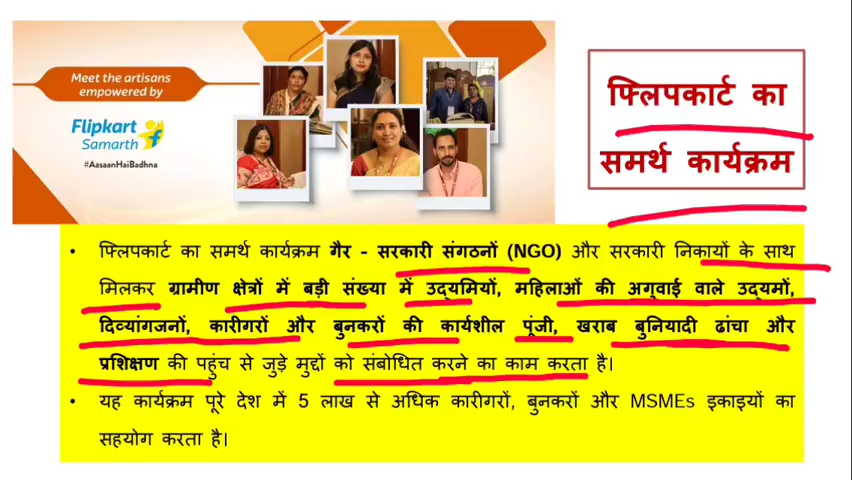 Meet the artisans
empowered by
Flipkart
Samarth
#AasaanHaiBadhna
फ्लिपकार्ट का
समर्थ कार्यक्रम
• फ्लिपकार्ट का समर्थ कार्यक्रम गैर - सरकारी संगठनों (NGO) और सरकारी निकायों के साथ
मिलकर ग्रामीण क्षेत्रों में बड़ी संख्या में उद्यमियों, महिलाओं की अगुवाई वाले उद्यमों,
दिव्यांगजनों, कारीगरों और बुनकरों की कार्यशील पूंजी, खराब बुनियादी ढांचा और
प्रशिक्षण की पहुंच से जुड़े मुद्दों को संबोधित करने का काम करता है।
• यह कार्यक्रम पूरे देश में 5 लाख से अधिक कारीगरों, बुनकरों और MSMEs इकाइयों का
सहयोग करता है।